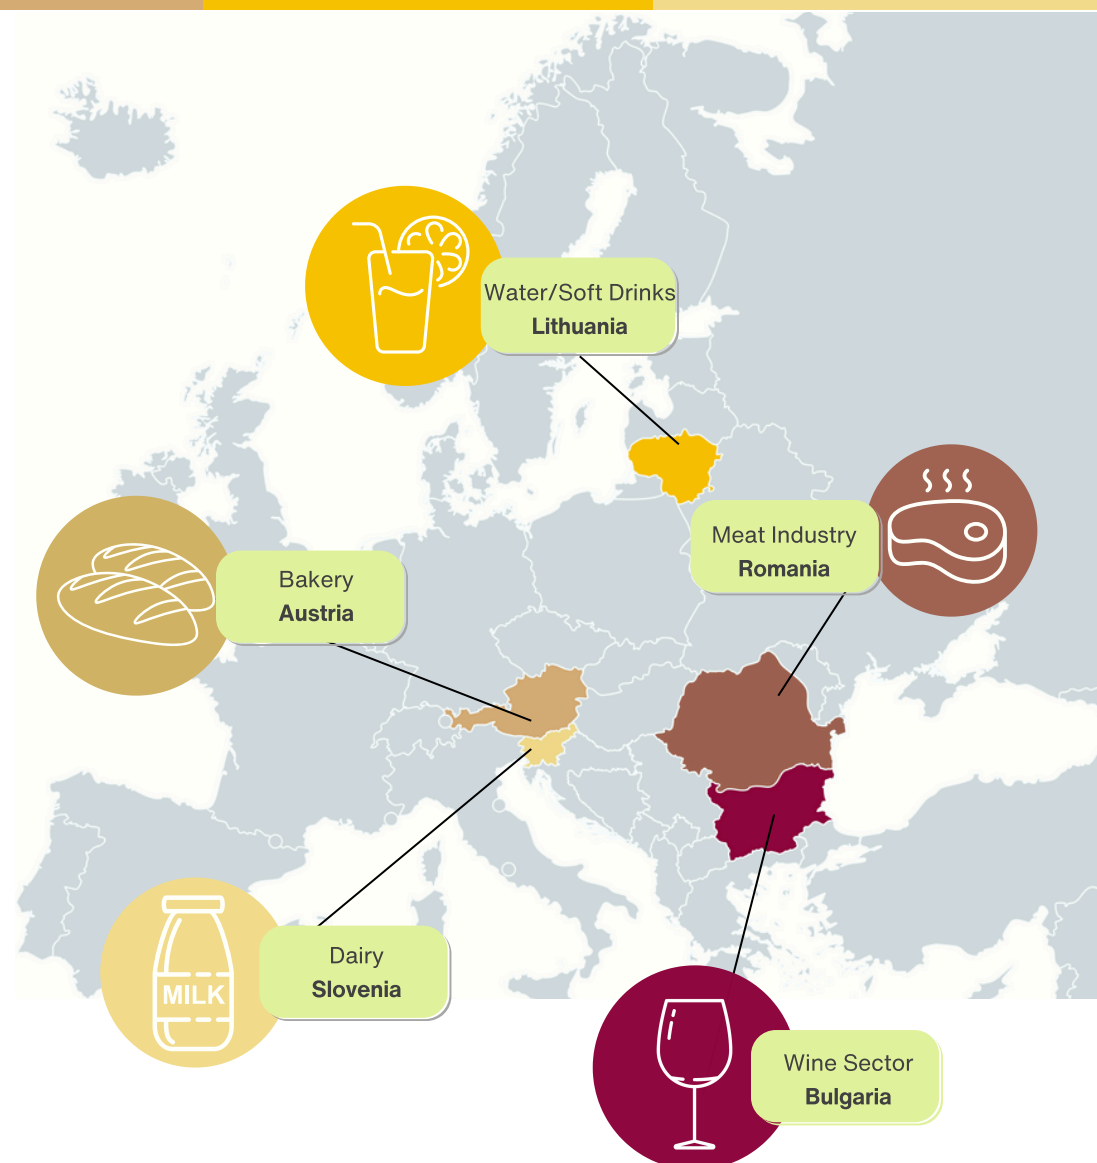 Water/Soft Drinks
Lithuania
Meat Industry
Romania
Bakery
Austria
Dairy
Slovenia
MILK
Wine Sector
Bulgaria